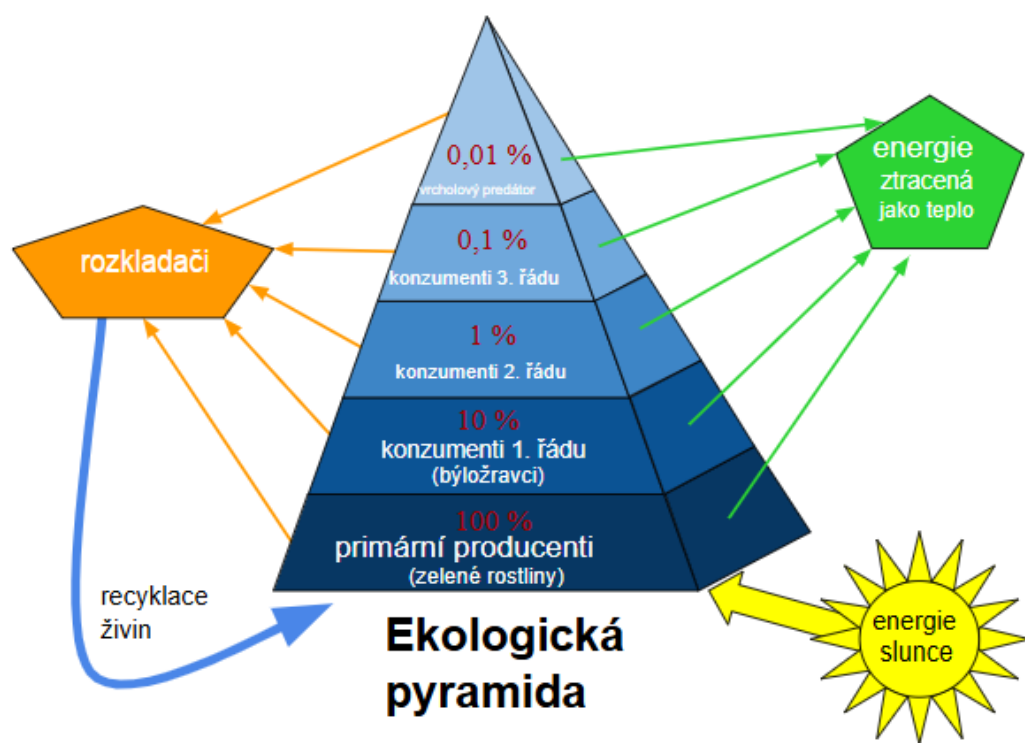 0,01 %
vrcholový predátor
0,1 %
konzumenti 3. řádu
1 %
konzumenti 2. řádu
10 %
konzumenti 1. řádu
(býložravci)
100 %
primární producenti
(zelené rostliny)
rozkladači
energie
ztracená
jako teplo
recyklace
živin
energie
slunce
Ekologická
pyramida